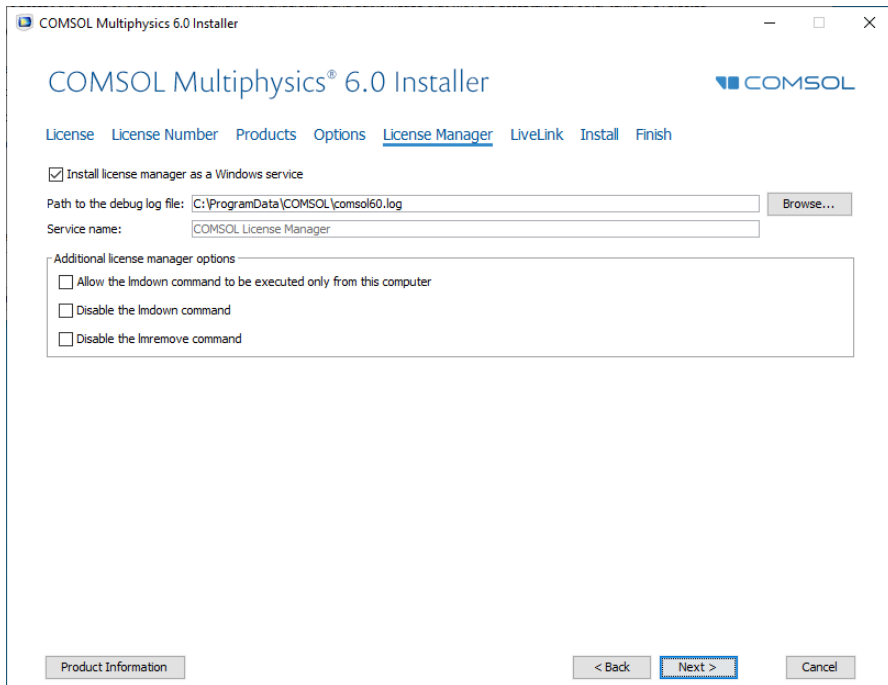 COMSOL Multiphysics 6.0 Installer
COMSOL Multiphysics® 6.0 Installer
COMSOL
License License Number Products Options License Manager LiveLink Install Finish
Install license manager as a Windows service
Path to the debug log file: C:\ProgramData\COMSOL\comsol60.log Browse...
Service name: COMSOL License Manager
Additional license manager options
Allow the lmdown command to be executed only from this computer
Disable the lmdown command
Disable the lmremove command
Product Information < Back Next > Cancel